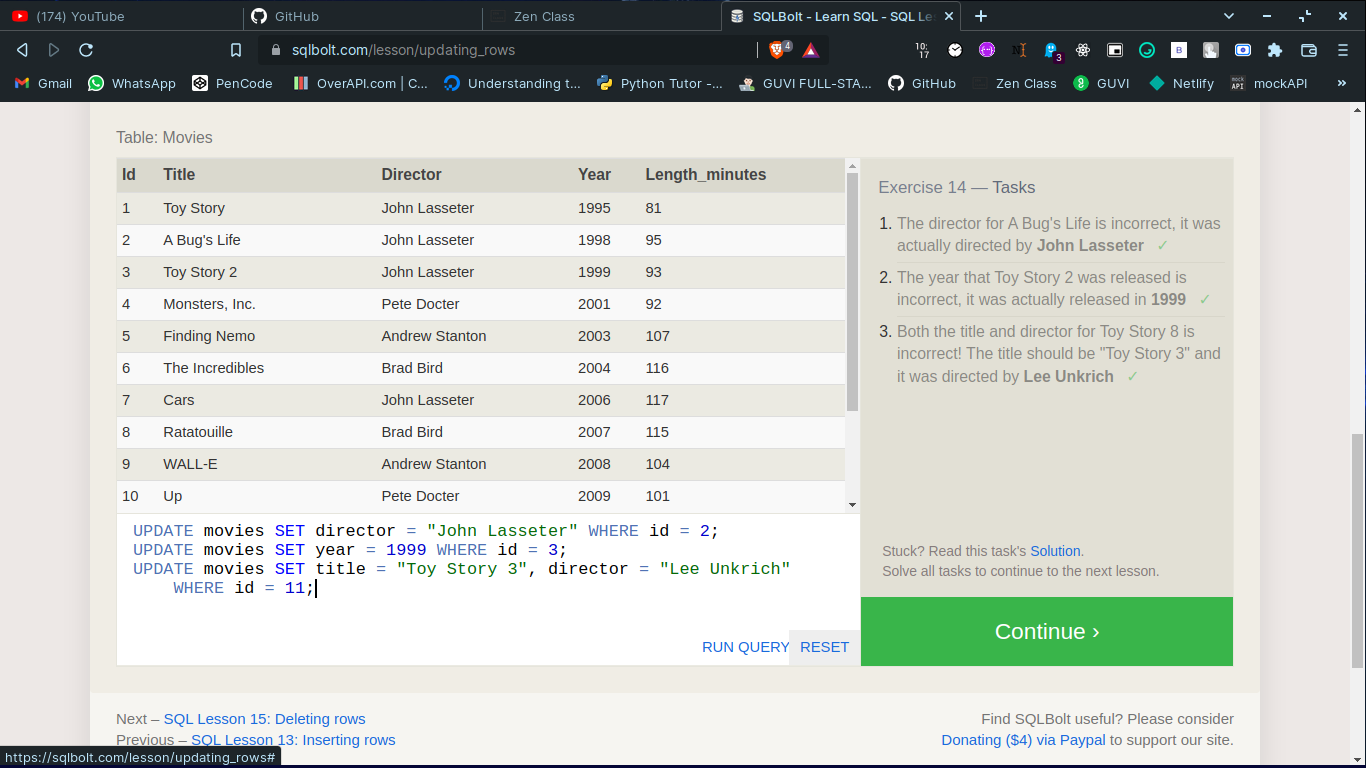 (174) YouTube
GitHub
Zen Class
SQLBolt - Learn SQL - SQL Le
sqlbolt.com/lesson/updating_rows
4
10:
17
3
B
Gmail
WhatsApp
PenCode
OverAPI.com | C...
Understanding t...
Python Tutor -...
GUVI FULL-STA...
GitHub
Zen Class
GUVI
Netlify
mock
API
mockAPI
»
Table: Movies
Id Title Director Year Length_minutes
1 Toy Story John Lasseter 1995 81
2 A Bug's Life John Lasseter 1998 95
3 Toy Story 2 John Lasseter 1999 93
4 Monsters, Inc. Pete Docter 2001 92
5 Finding Nemo Andrew Stanton 2003 107
6 The Incredibles Brad Bird 2004 116
7 Cars John Lasseter 2006 117
8 Ratatouille Brad Bird 2007 115
9 WALL-E Andrew Stanton 2008 104
10 Up Pete Docter 2009 101
UPDATE movies SET director = "John Lasseter" WHERE id = 2;
UPDATE movies SET year = 1999 WHERE id = 3;
UPDATE movies SET title = "Toy Story 3", director = "Lee Unkrich"
WHERE id = 11;
RUN QUERY RESET
Exercise 14 — Tasks
1. The director for A Bug's Life is incorrect, it was
actually directed by John Lasseter ✓
2. The year that Toy Story 2 was released is
incorrect, it was actually released in 1999 ✓
3. Both the title and director for Toy Story 8 is
incorrect! The title should be "Toy Story 3" and
it was directed by Lee Unkrich ✓
Stuck? Read this task's Solution.
Solve all tasks to continue to the next lesson.
Continue ›
Next – SQL Lesson 15: Deleting rows
Previous – SQL Lesson 13: Inserting rows
Find SQLBolt useful? Please consider
Donating ($4) via Paypal to support our site.
https://sqlbolt.com/lesson/updating_rows#